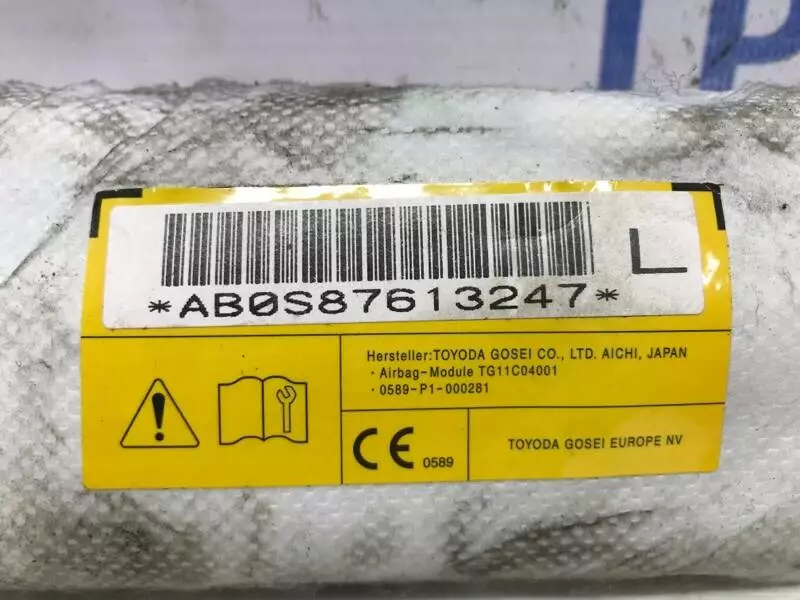 TP
L
*AB0S87613247*
Hersteller:TOYODA GOSEI CO., LTD. AICHI, JAPAN
· Airbag-Module TG11C04001
· 0589-P1-000281
CE 0589
TOYODA GOSEI EUROPE NV